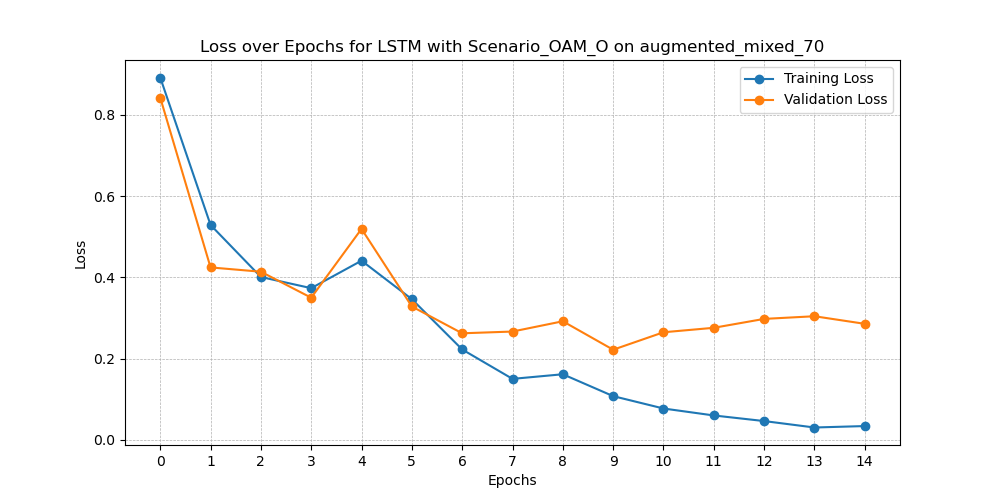 Loss over Epochs for LSTM with Scenario_OAM_O on augmented_mixed_70
Training Loss
Validation Loss
Loss
0.8
0.6
0.4
0.2
0.0
0 1 2 3 4 5 6 7 8 9 10 11 12 13 14
Epochs